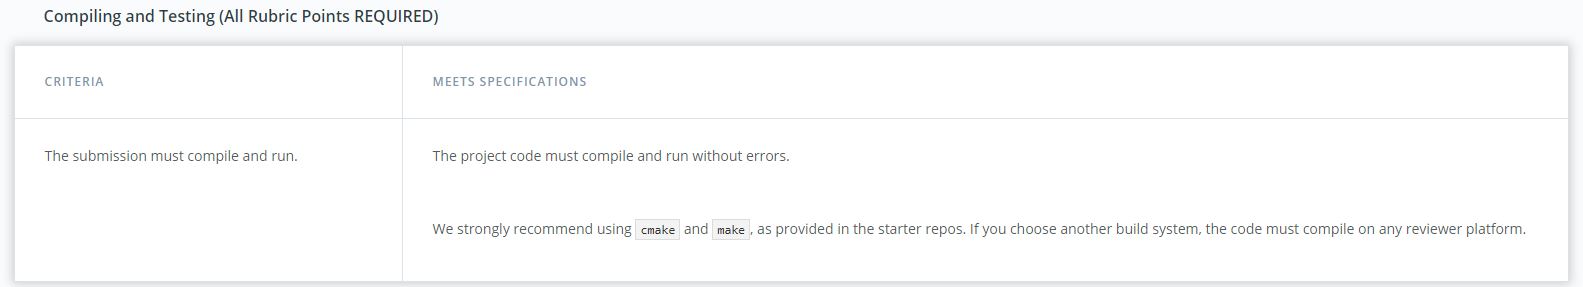 Compiling and Testing (All Rubric Points REQUIRED)
CRITERIA
MEETS SPECIFICATIONS
The submission must compile and run.
The project code must compile and run without errors.
We strongly recommend using cmake and make, as provided in the starter repos. If you choose another build system, the code must compile on any reviewer platform.